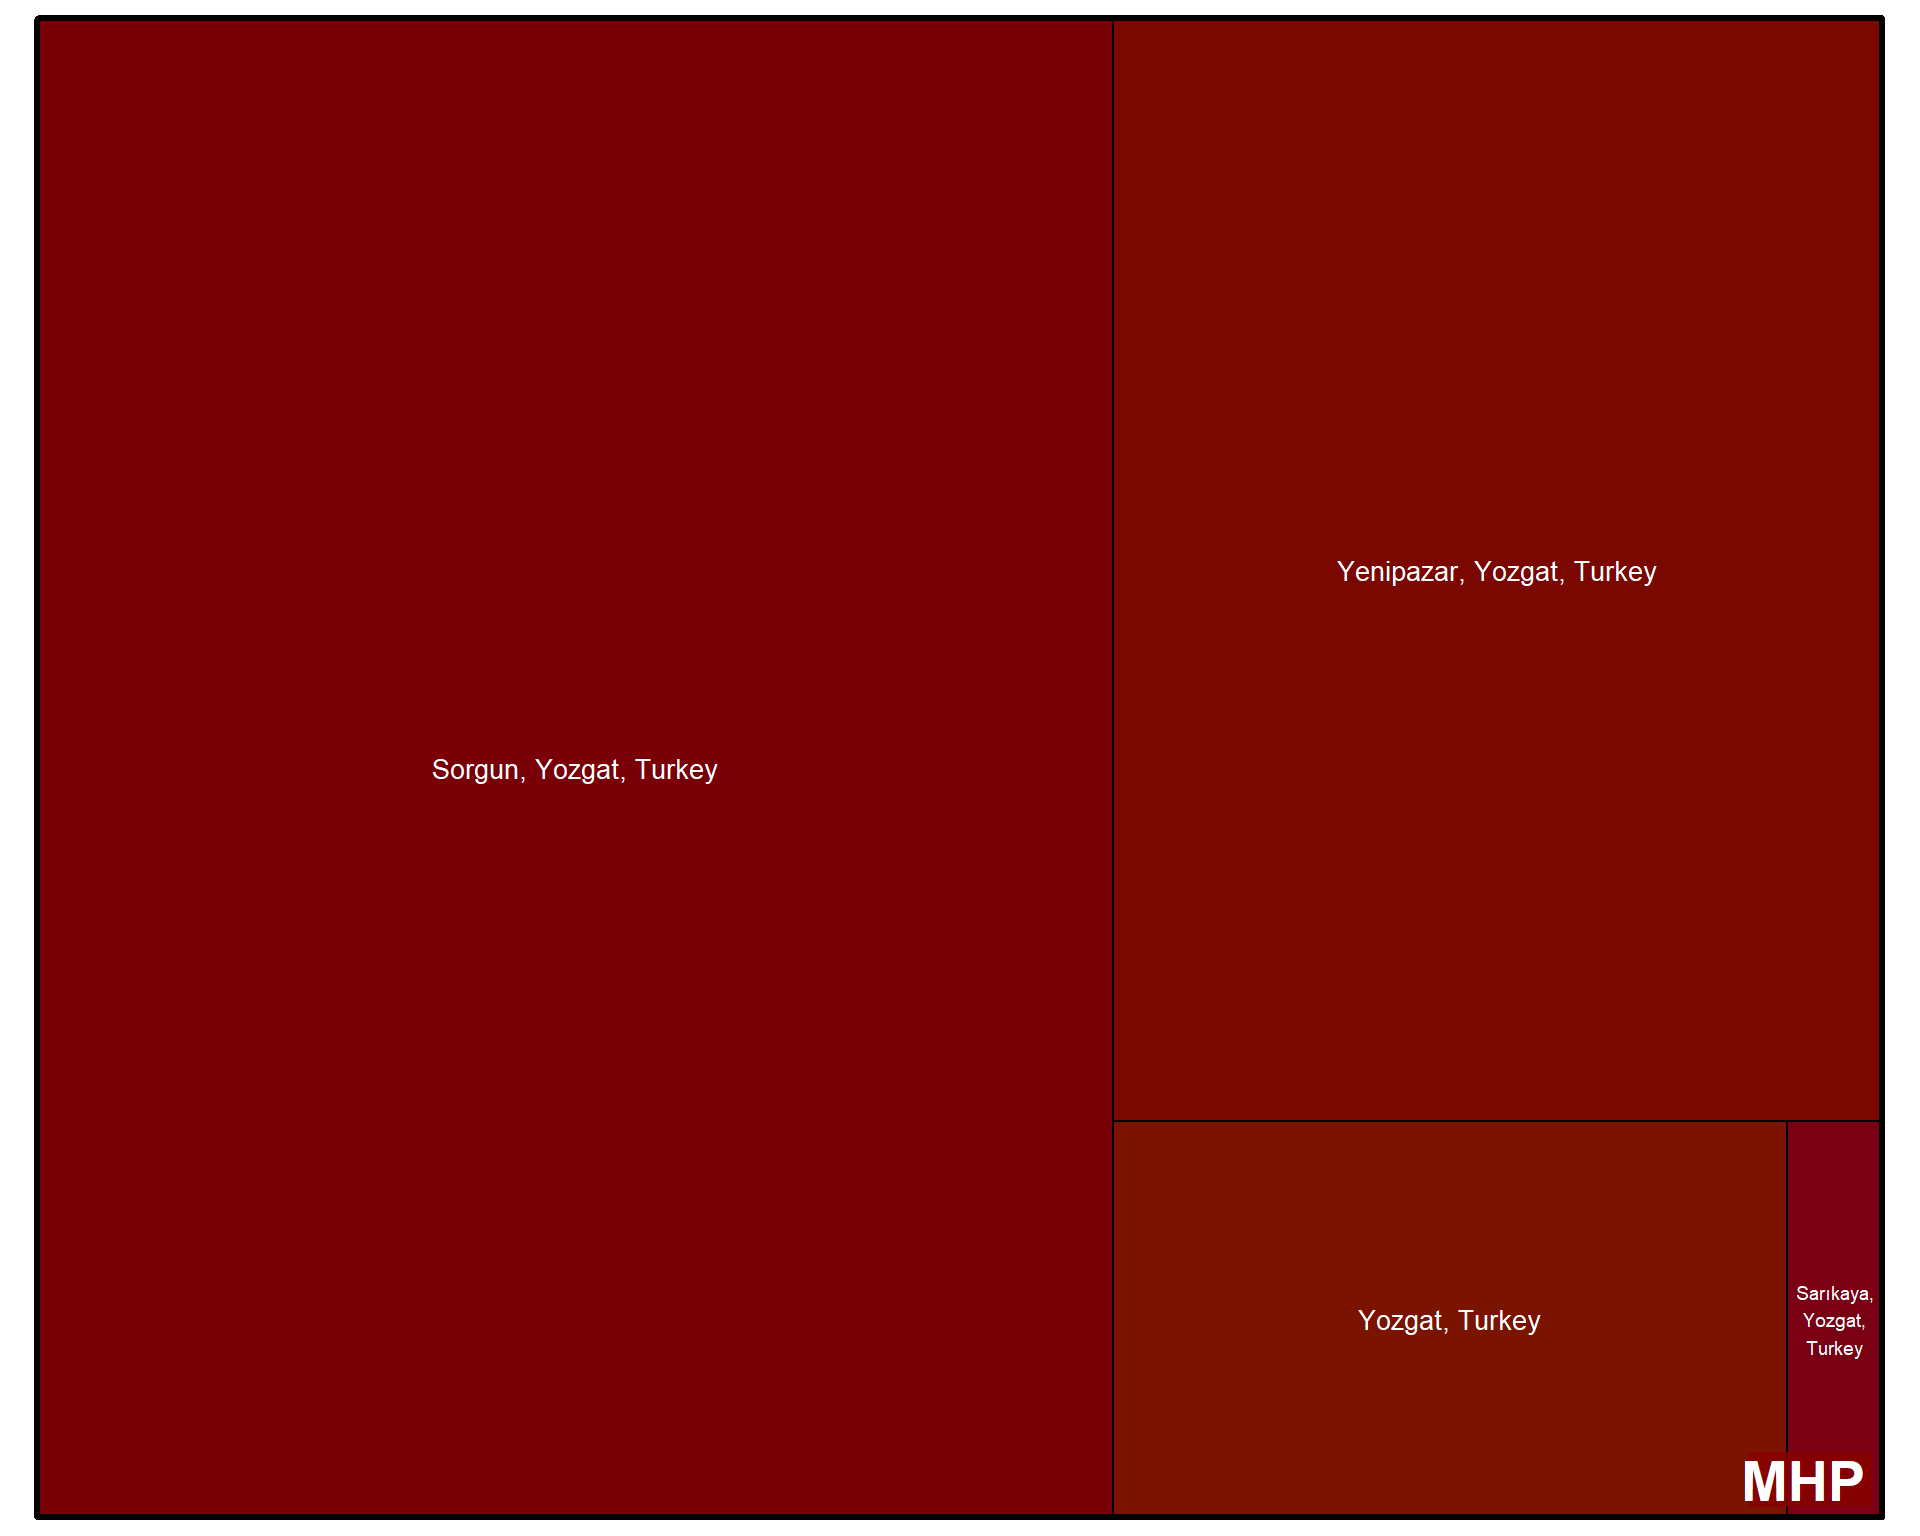 Sorgun, Yozgat, Turkey
Yenipazar, Yozgat, Turkey
Yozgat, Turkey
Sarıkaya,
Yozgat,
Turkey
MHP